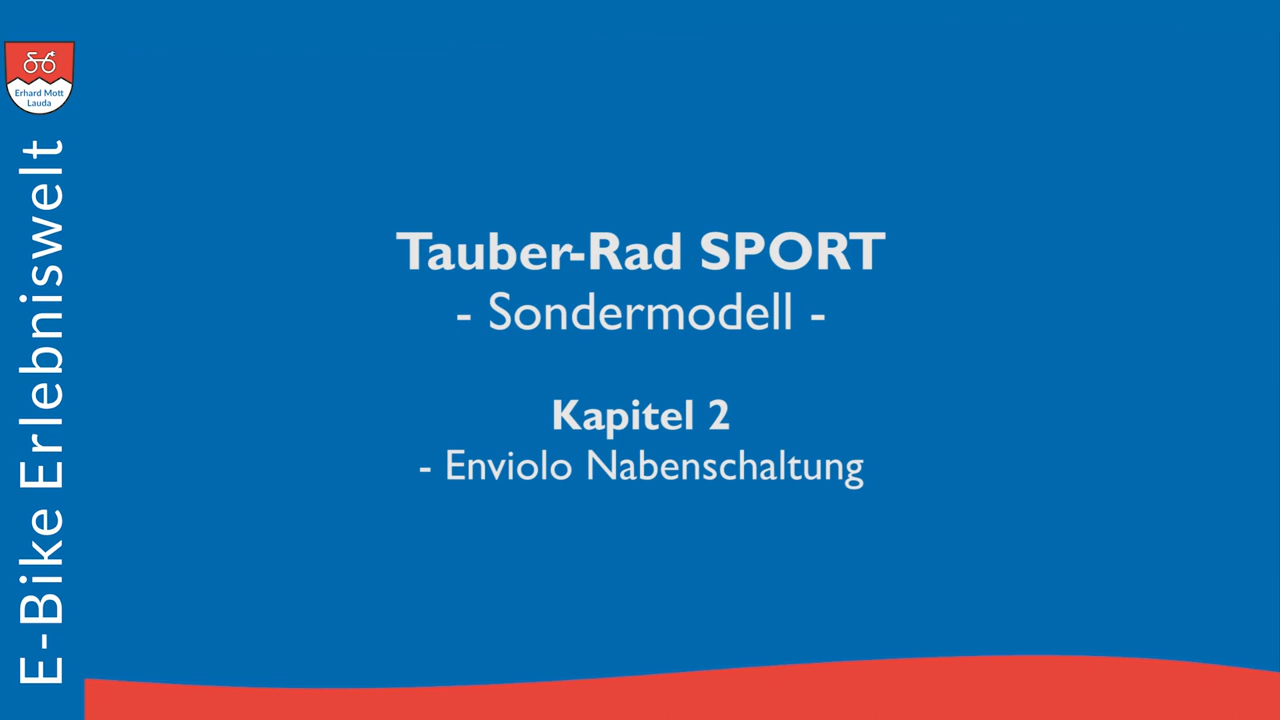 Erhard Mott
Lauda
E-Bike Erlebniswelt
Tauber-Rad SPORT
- Sondermodell -
Kapitel 2
- Enviolo Nabenschaltung